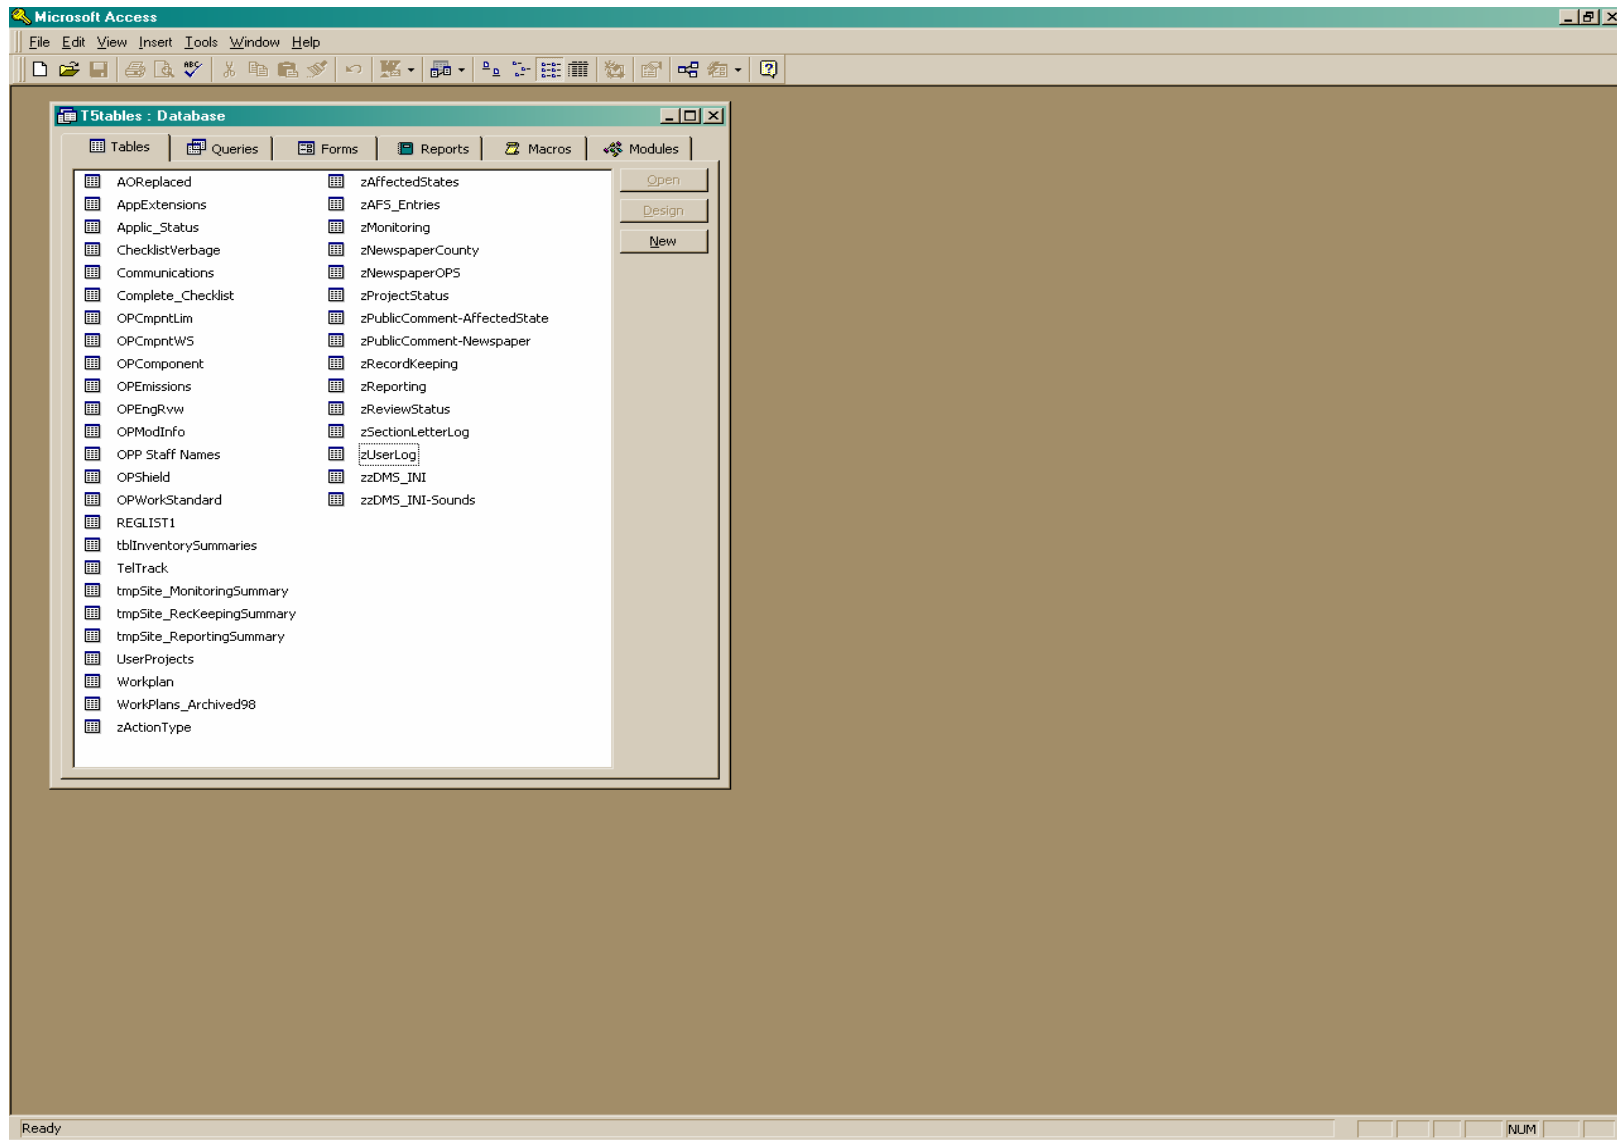 Microsoft Access
File Edit View Insert Tools Window Help
T5tables : Database
Tables Queries Forms Reports Macros Modules
AOReplaced
AppExtensions
Applic_Status
ChecklistVerbage
Communications
Complete_Checklist
OPCmpntLim
OPCmpntWS
OPComponent
OPEmissions
OPEngRvw
OPModInfo
OPP Staff Names
OPShield
OPWorkStandard
REGLIST1
tblInventorySummaries
TelTrack
tmpSite_MonitoringSummary
tmpSite_RecKeepingSummary
tmpSite_ReportingSummary
UserProjects
Workplan
WorkPlans_Archived98
zActionType
zAffectedStates
zAFS_Entries
zMonitoring
zNewspaperCounty
zNewspaperOPS
zProjectStatus
zPublicComment-AffectedState
zPublicComment-Newspaper
zRecordKeeping
zReporting
zReviewStatus
zSectionLetterLog
zUserLog
zzDMS_INI
zzDMS_INI-Sounds
Open
Design
New
Ready
NUM